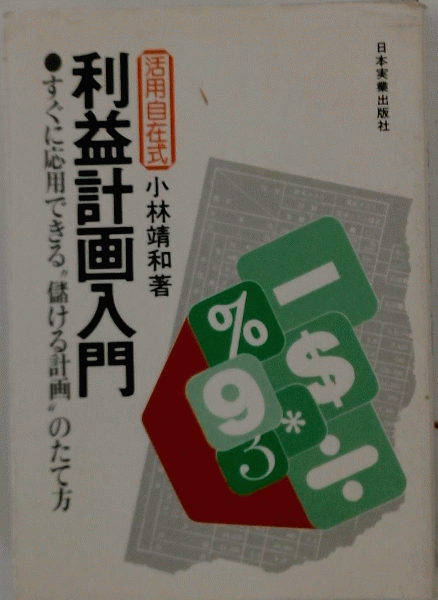 日本実業出版社
活用自在式
小林靖和著
利益計画入門
●すぐに応用できる〝儲ける計画〟のたて方
－
%
$
9
*
÷
3